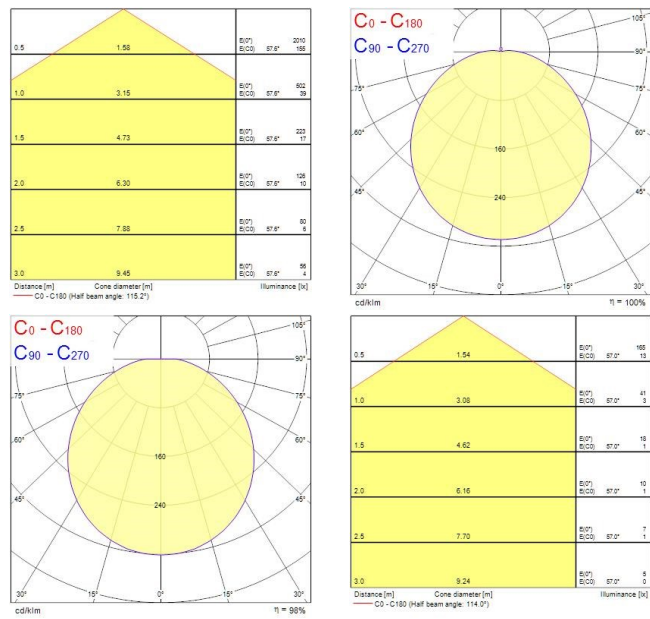 0.5 1.58 E(0°) 2010
E(C0) 57.6° 155
1.0 3.15 E(0°) 502
E(C0) 57.6° 39
1.5 4.73 E(0°) 223
E(C0) 57.6° 17
2.0 6.30 E(0°) 126
E(C0) 57.6° 10
2.5 7.88 E(0°) 80
E(C0) 57.6° 6
3.0 9.45 E(0°) 56
E(C0) 57.6° 4
Distance [m] Cone diameter [m] Illuminance [lx]
C0 - C180 (Half beam angle: 115.2°)
C0 - C180
C90 - C270
105°
90°
75° 75°
60° 160 60°
45° 240 45°
30° 15° 0° 15° 30°
cd/klm η = 100%
C0 - C180
C90 - C270
105°
90°
75° 75°
60° 160 60°
45° 240 45°
30° 15° 0° 15° 30°
cd/klm η = 98%
0.5 1.54 E(0°) 165
E(C0) 57.0° 13
1.0 3.08 E(0°) 41
E(C0) 57.0° 3
1.5 4.62 E(0°) 18
E(C0) 57.0° 1
2.0 6.16 E(0°) 10
E(C0) 57.0° 1
2.5 7.70 E(0°) 7
E(C0) 57.0° 1
3.0 9.24 E(0°) 5
E(C0) 57.0° 0
Distance [m] Cone diameter [m] Illuminance [lx]
C0 - C180 (Half beam angle: 114.0°)